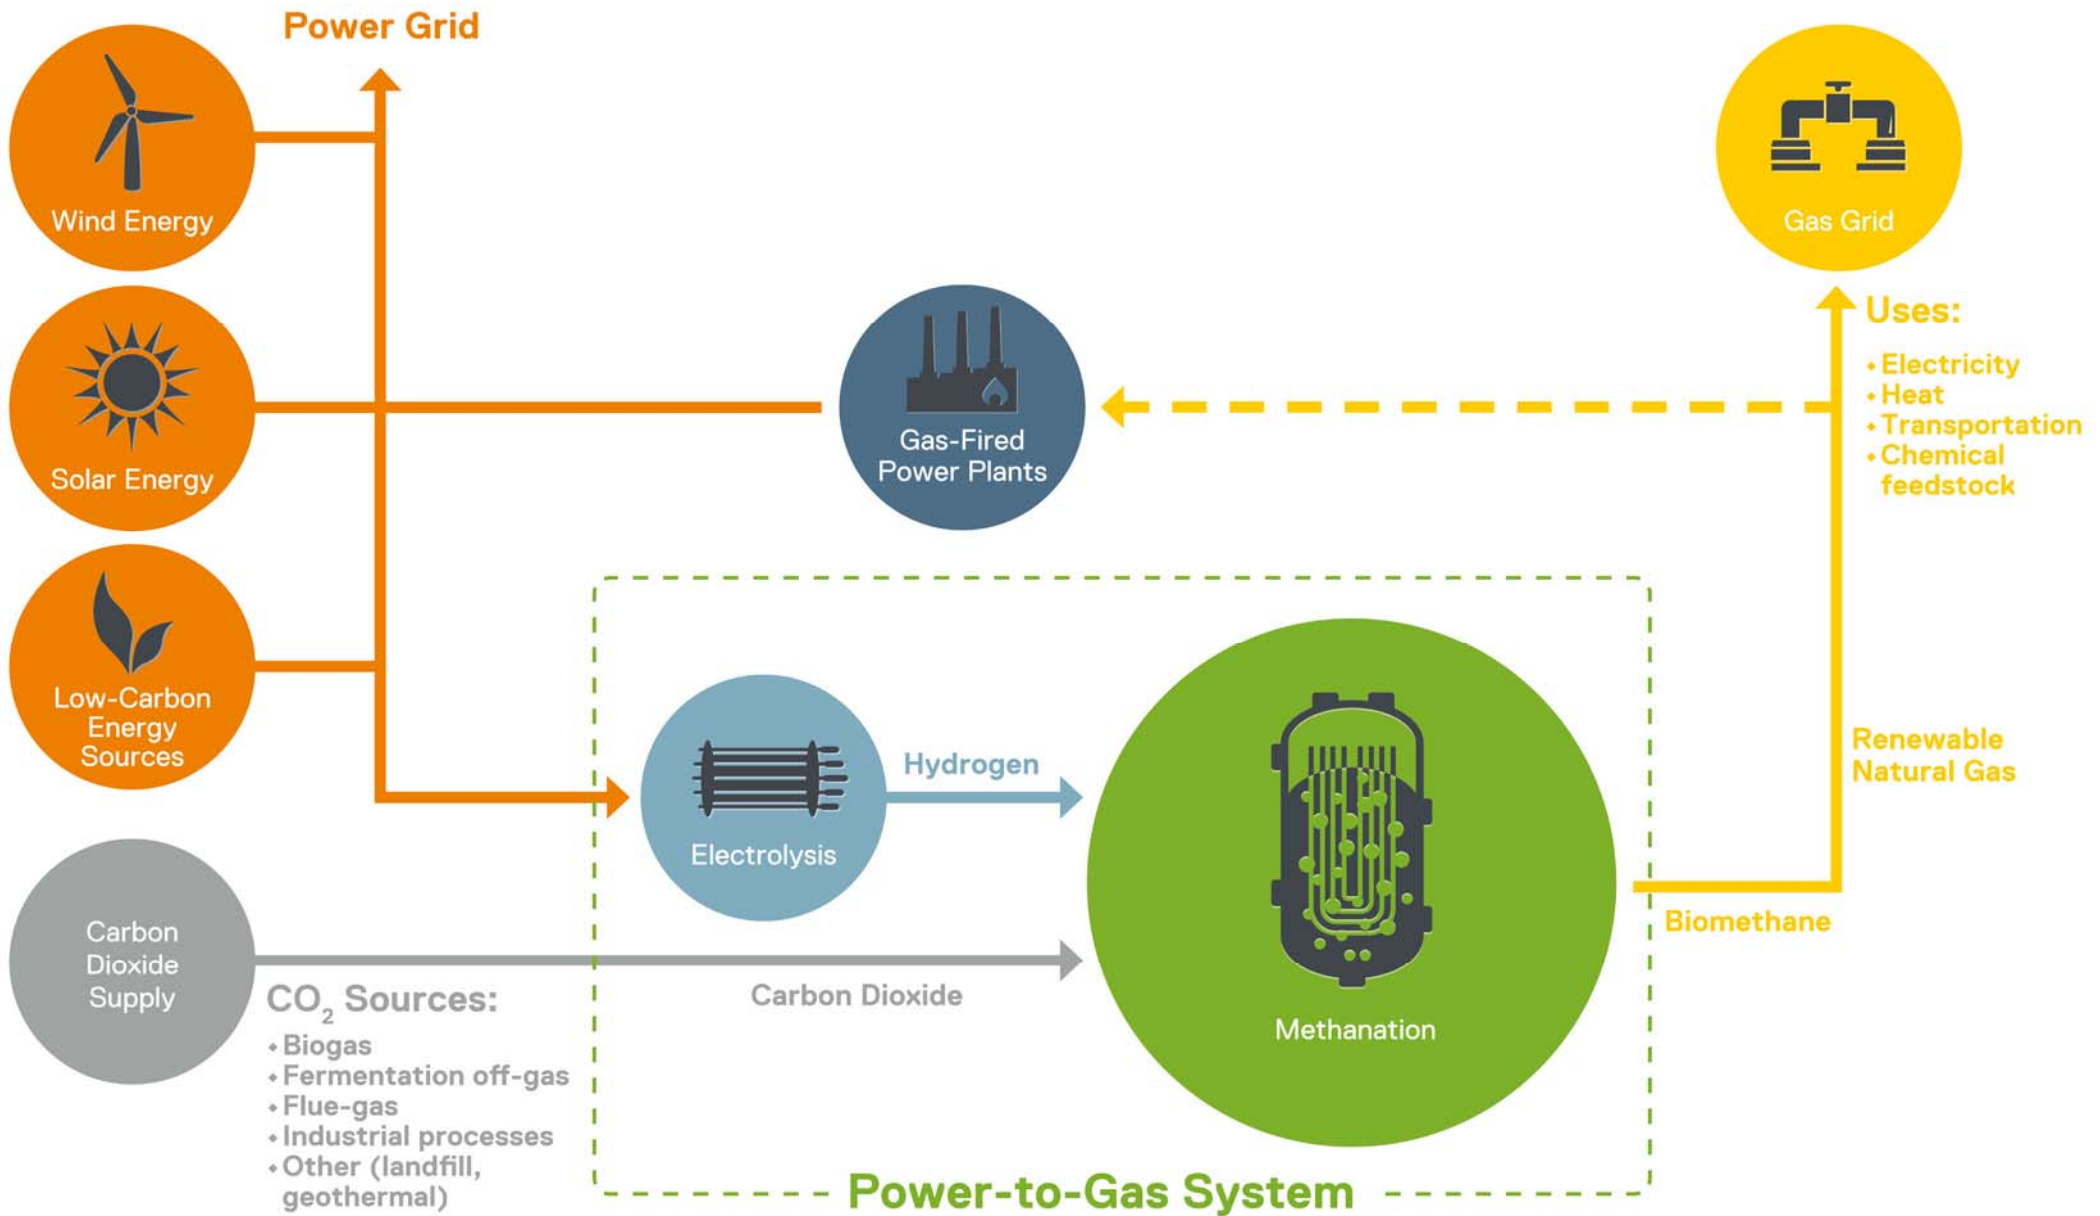 Power Grid
Wind Energy
Gas Grid
Solar Energy
Gas-Fired
Power Plants
Uses:
• Electricity
• Heat
• Transportation
• Chemical
feedstock
Low-Carbon
Energy
Sources
Electrolysis
Hydrogen
Methanation
Renewable
Natural Gas
Biomethane
Carbon
Dioxide
Supply
Carbon Dioxide
CO₂ Sources:
• Biogas
• Fermentation off-gas
• Flue-gas
• Industrial processes
• Other (landfill,
geothermal)
Power-to-Gas System